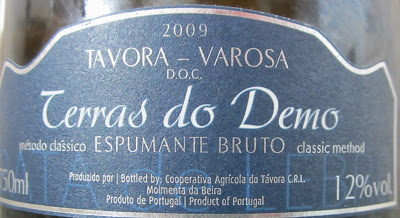 2009
TAVORA – VAROSA
D.O.C.
Terras do Demo
método clássico ESPUMANTE BRUTO classic method
750ml Produzido por | Bottled by: Cooperativa Agrícola do Távora C.R.L. 12%vol.
Moimenta da Beira
Produto de Portugal | Product of Portugal